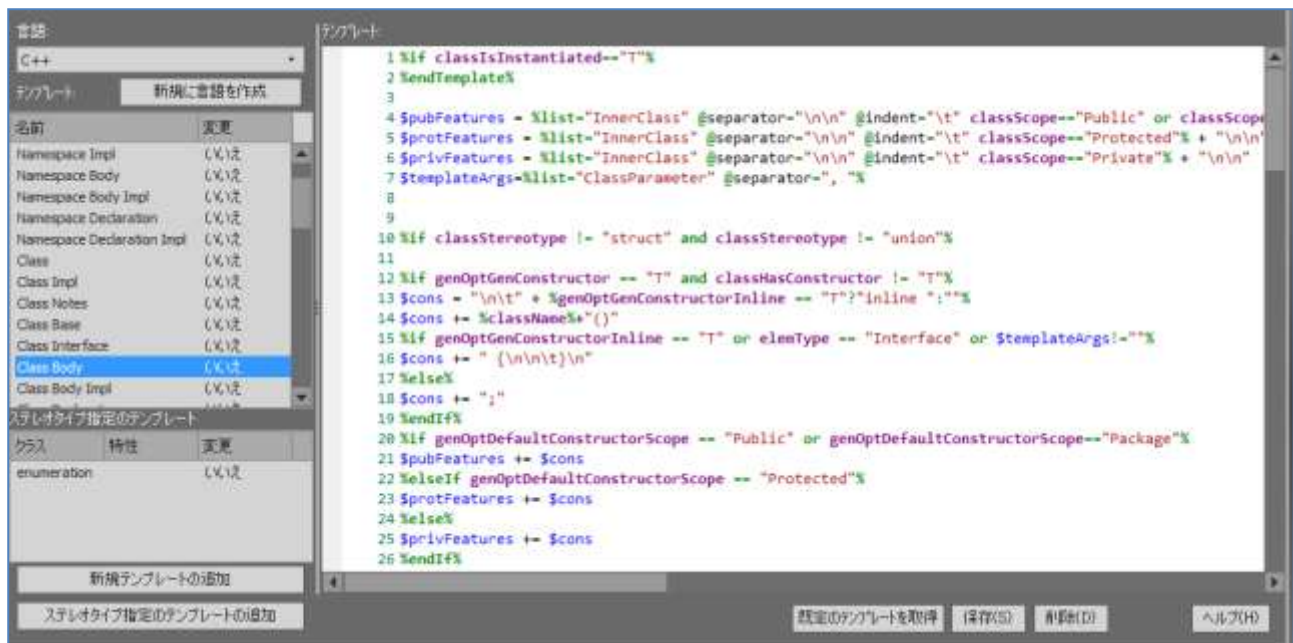 言語:
C++
テンプレート:
新規に言語を作成
名前 変更
Namespace Impl いいえ
Namespace Body いいえ
Namespace Body Impl いいえ
Namespace Declaration いいえ
Namespace Declaration Impl いいえ
Class いいえ
Class Impl いいえ
Class Notes いいえ
Class Base いいえ
Class Interface いいえ
Class Body いいえ
Class Body Impl いいえ
ステレオタイプ指定のテンプレート
クラス 特性 変更
enumeration いいえ
新規テンプレートの追加
ステレオタイプ指定のテンプレートの追加
テンプレート:
1 %if classIsInstantiated=="T"%
2 %endTemplate%
3
4 $pubFeatures = %list="InnerClass" @separator="\n\n" @indent="\t" classScope=="Public" or classScope
5 $protFeatures = %list="InnerClass" @separator="\n\n" @indent="\t" classScope=="Protected"% + "\n\n"
6 $privFeatures = %list="InnerClass" @separator="\n\n" @indent="\t" classScope=="Private"% + "\n\n"
7 $templateArgs=%list="ClassParameter" @separator=", "%
8
9
10 %if classStereotype != "struct" and classStereotype != "union"%
11
12 %if genOptGenConstructor == "T" and classHasConstructor != "T"%
13 $cons = "\n\t" + %genOptGenConstructorInline == "T"?"inline ":""%
14 $cons += %className%+"()"
15 %if genOptGenConstructorInline == "T" or elemType == "Interface" or $templateArgs!=""%
16 $cons += " {\n\n\t}\n"
17 %else%
18 $cons += ";"
19 %endIf%
20 %if genOptDefaultConstructorScope == "Public" or genOptDefaultConstructorScope=="Package"%
21 $pubFeatures += $cons
22 %elseIf genOptDefaultConstructorScope == "Protected"%
23 $protFeatures += $cons
24 %else%
25 $privFeatures += $cons
26 %endIf%
既定のテンプレートを取得 保存(S) 削除(D) ヘルプ(H)